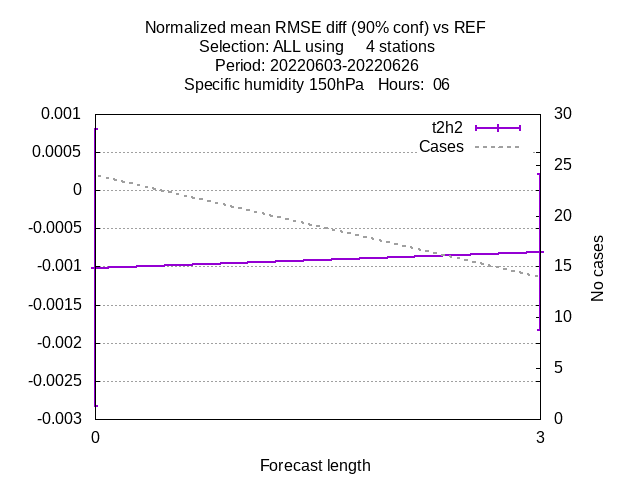 Normalized mean RMSE diff (90% conf) vs REF
Selection: ALL using     4 stations
Period: 20220603-20220626
Specific humidity 150hPa   Hours:  06
0.001
0.0005
0
-0.0005
-0.001
-0.0015
-0.002
-0.0025
-0.003
t2h2
Cases
30
25
20
15
10
5
0
No cases
0
3
Forecast length